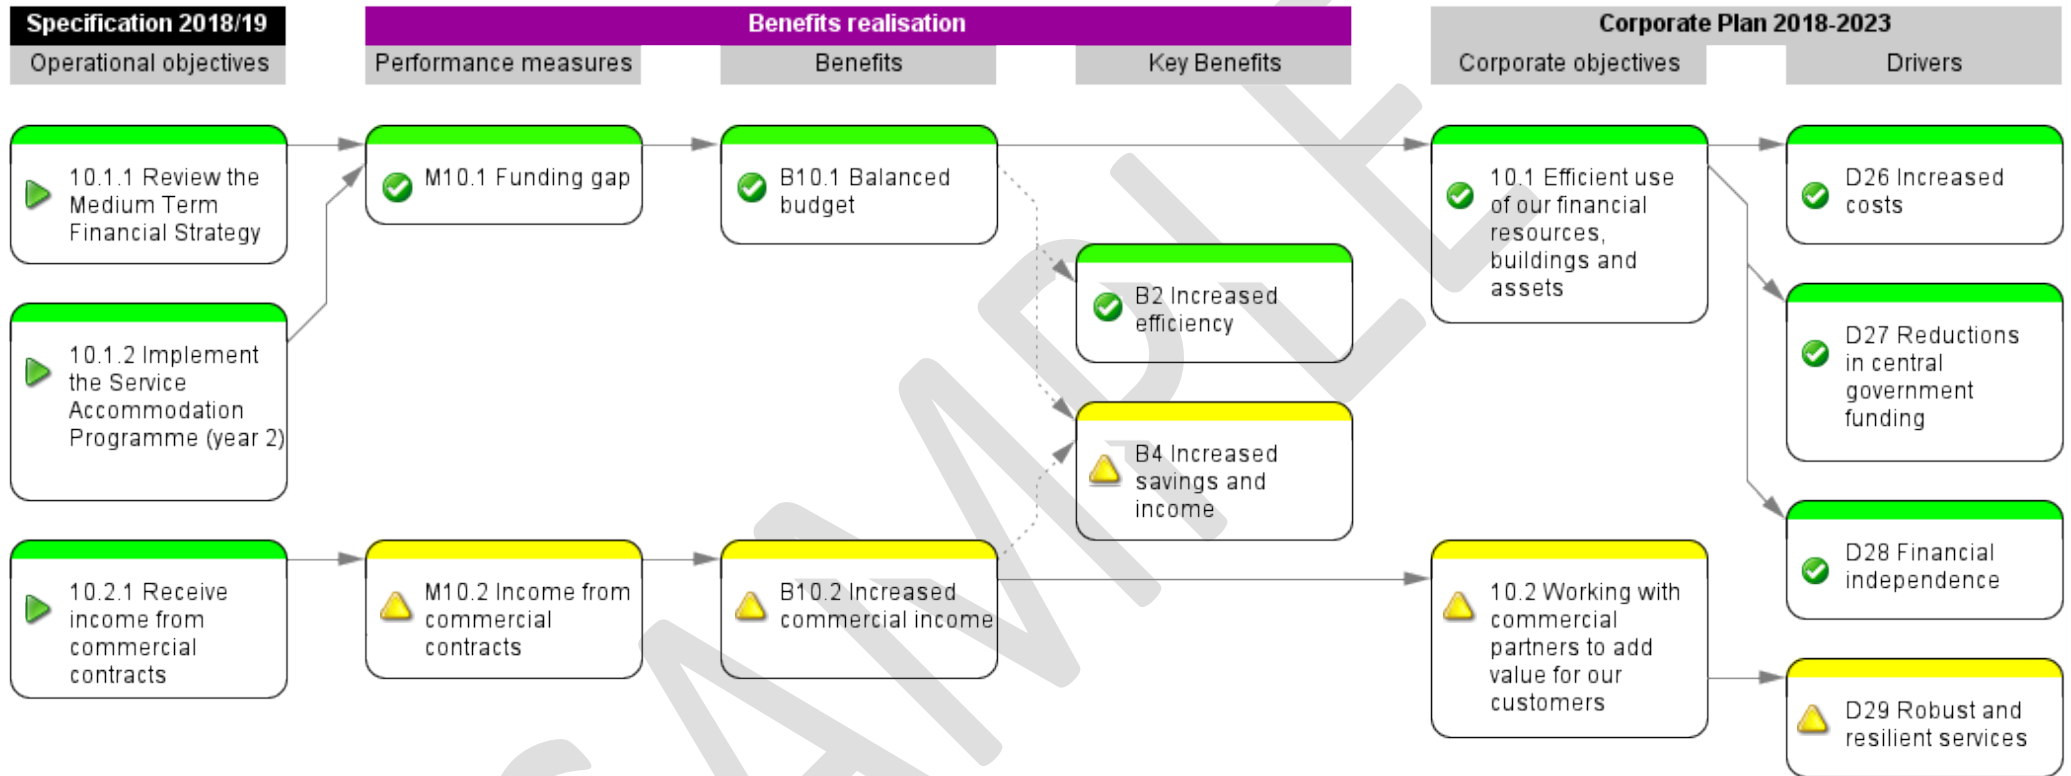 Specification 2018/19
Benefits realisation
Corporate Plan 2018-2023
Operational objectives
Performance measures
Benefits
Key Benefits
Corporate objectives
Drivers
10.1.1 Review the
Medium Term
Financial Strategy
M10.1 Funding gap
B10.1 Balanced
budget
10.1 Efficient use
of our financial
resources,
buildings and
assets
D26 Increased
costs
B2 Increased
efficiency
10.1.2 Implement
the Service
Accommodation
Programme (year 2)
D27 Reductions
in central
government
funding
B4 Increased
savings and
income
D28 Financial
independence
10.2.1 Receive
income from
commercial
contracts
M10.2 Income from
commercial
contracts
B10.2 Increased
commercial income
10.2 Working with
commercial
partners to add
value for our
customers
D29 Robust and
resilient services
SAMPLE